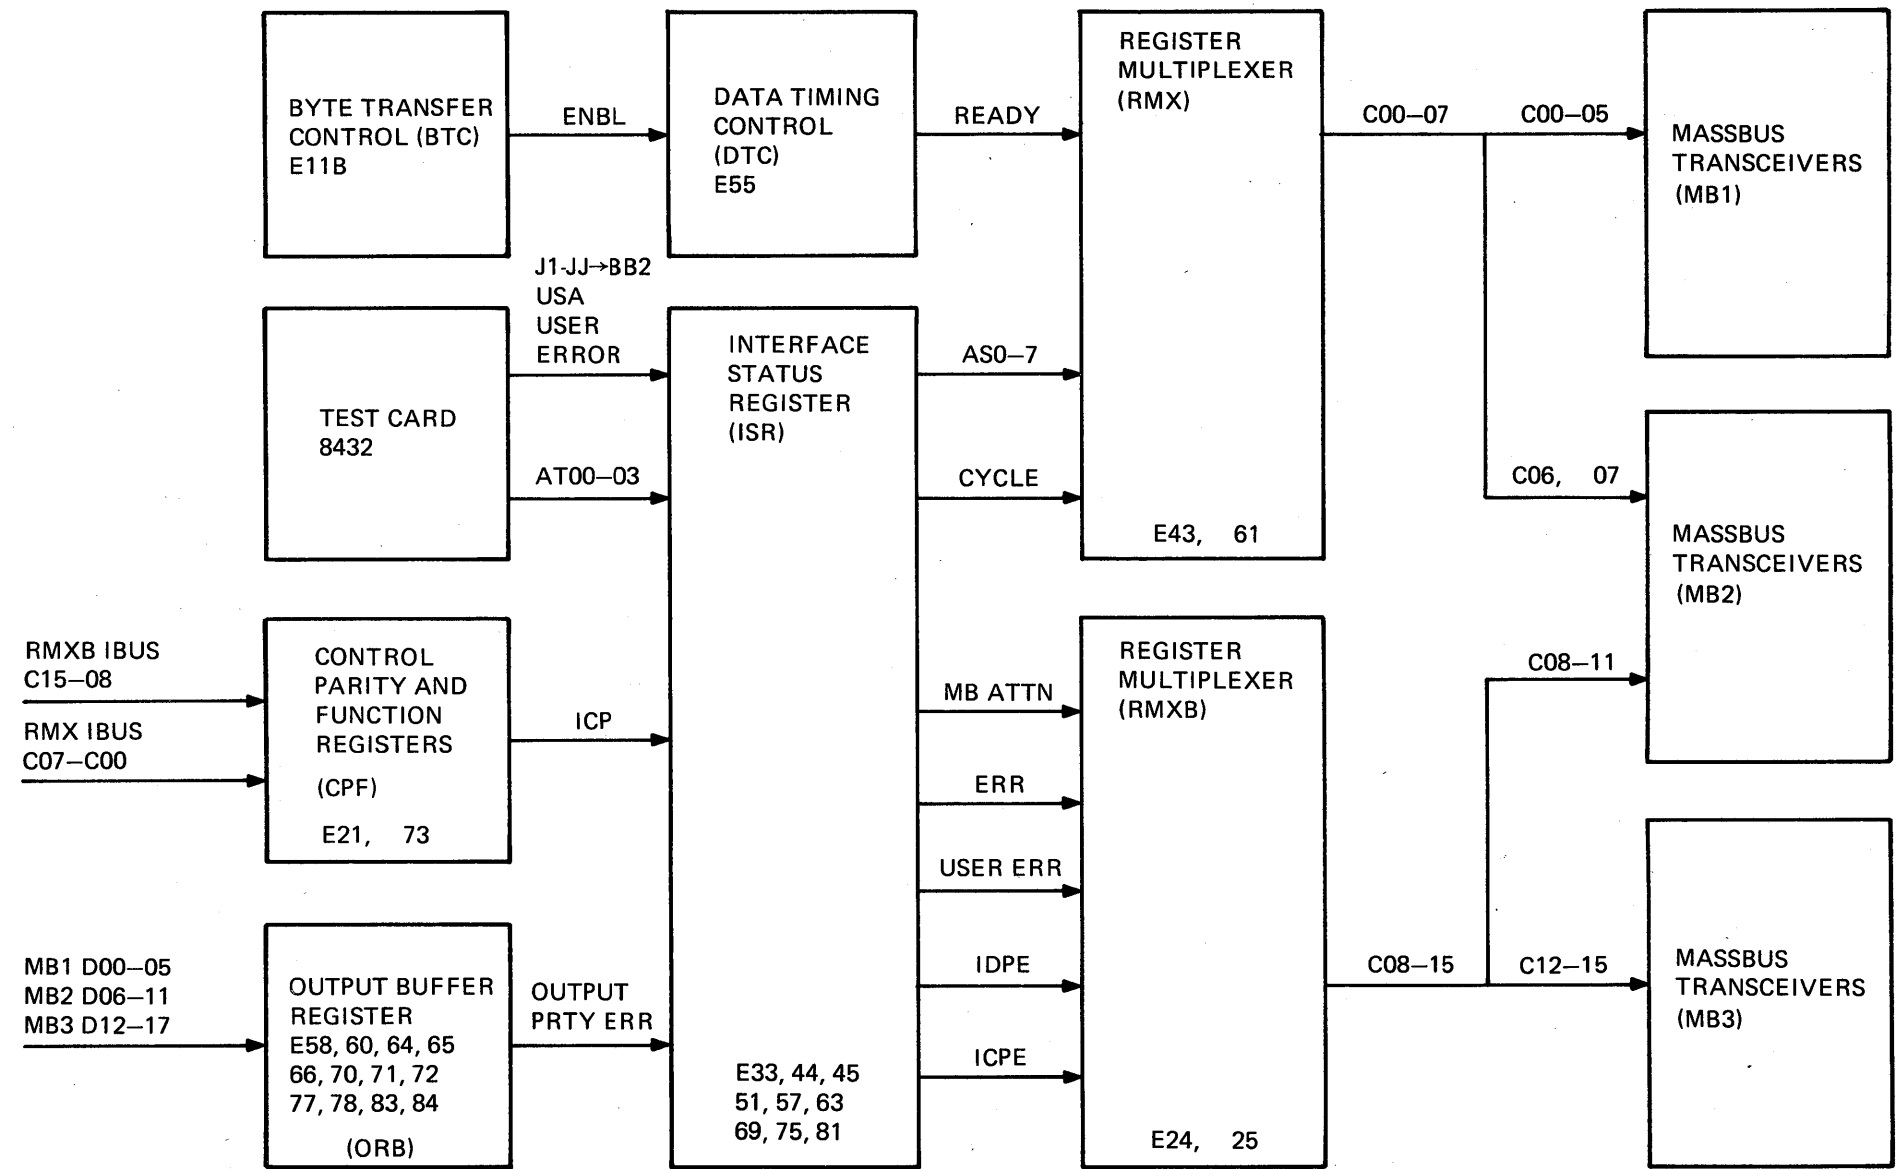 BYTE TRANSFER
CONTROL (BTC)
E11B
ENBL
DATA TIMING
CONTROL
(DTC)
E55
READY
REGISTER
MULTIPLEXER
(RMX)
E43, 61
C00–07
C00–05
MASSBUS
TRANSCEIVERS
(MB1)
TEST CARD
8432
J1-JJ→BB2
USA
USER
ERROR
AT00–03
INTERFACE
STATUS
REGISTER
(ISR)
E33, 44, 45
51, 57, 63
69, 75, 81
AS0–7
CYCLE
C06, 07
MASSBUS
TRANSCEIVERS
(MB2)
RMXB IBUS
C15–08
RMX IBUS
C07–C00
CONTROL
PARITY AND
FUNCTION
REGISTERS
(CPF)
E21, 73
ICP
MB ATTN
ERR
USER ERR
IDPE
ICPE
REGISTER
MULTIPLEXER
(RMXB)
E24, 25
C08–11
C08–15
C12–15
MASSBUS
TRANSCEIVERS
(MB3)
MB1 D00–05
MB2 D06–11
MB3 D12–17
OUTPUT BUFFER
REGISTER
E58, 60, 64, 65
66, 70, 71, 72
77, 78, 83, 84
(ORB)
OUTPUT
PRTY ERR